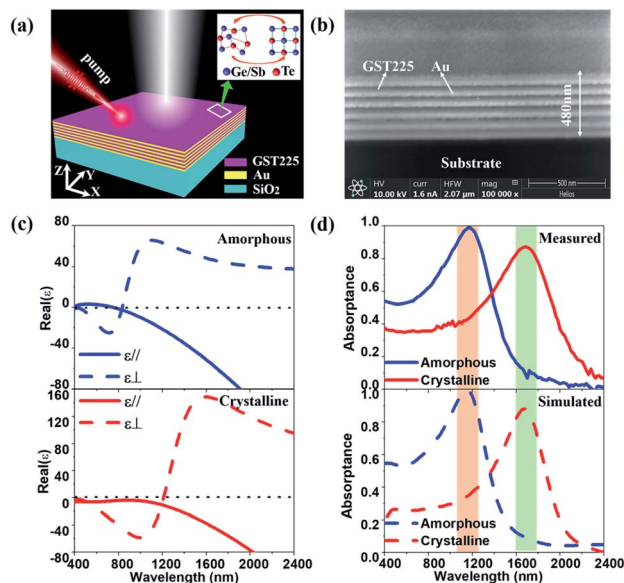 (a)
pump
Ge/Sb Te
Z
Y
X
GST225
Au
SiO2
(b)
GST225 Au
480nm
Substrate
HV curr HFW mag 500 nm
10.00 kV 1.6 nA 2.07 μm 100 000 x Helios
(c)
80
40
0
-40
-80
Real(ε)
Amorphous
ε//
ε⊥
160
120
80
40
0
-40
-80
Real(ε)
Crystalline
ε//
ε⊥
400 800 1200 1600 2000 2400
Wavelength (nm)
(d)
1.0
0.8
0.6
0.4
0.2
0.0
Absorptance
Measured
Amorphous
Crystalline
0.8
0.6
0.4
0.2
0.0
Absorptance
Simulated
Amorphous
Crystalline
400 800 1200 1600 2000 2400
Wavelength (nm)